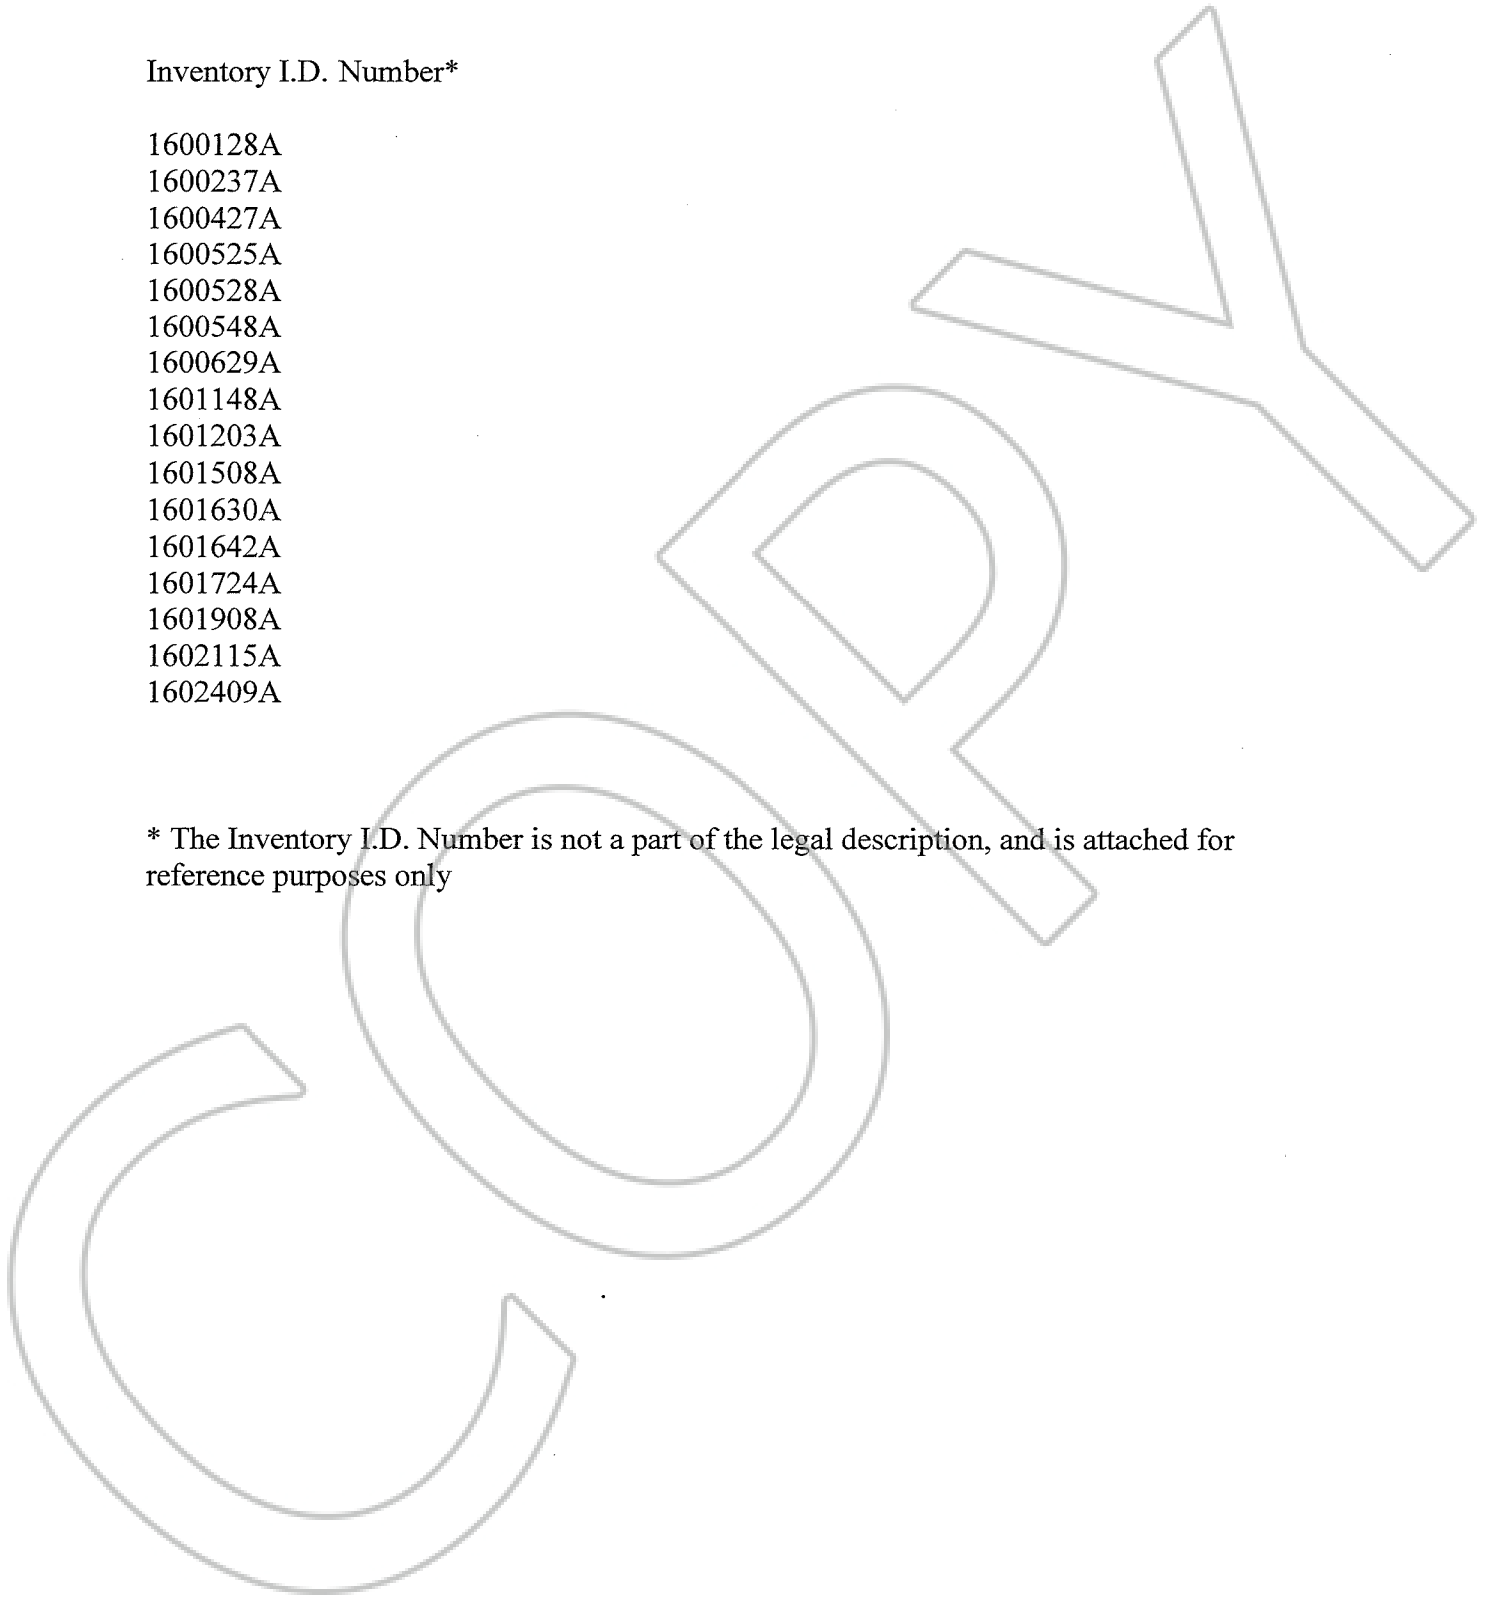 Inventory I.D. Number*
1600128A
1600237A
1600427A
1600525A
1600528A
1600548A
1600629A
1601148A
1601203A
1601508A
1601630A
1601642A
1601724A
1601908A
1602115A
1602409A
* The Inventory I.D. Number is not a part of the legal description, and is attached for
reference purposes only
COPY